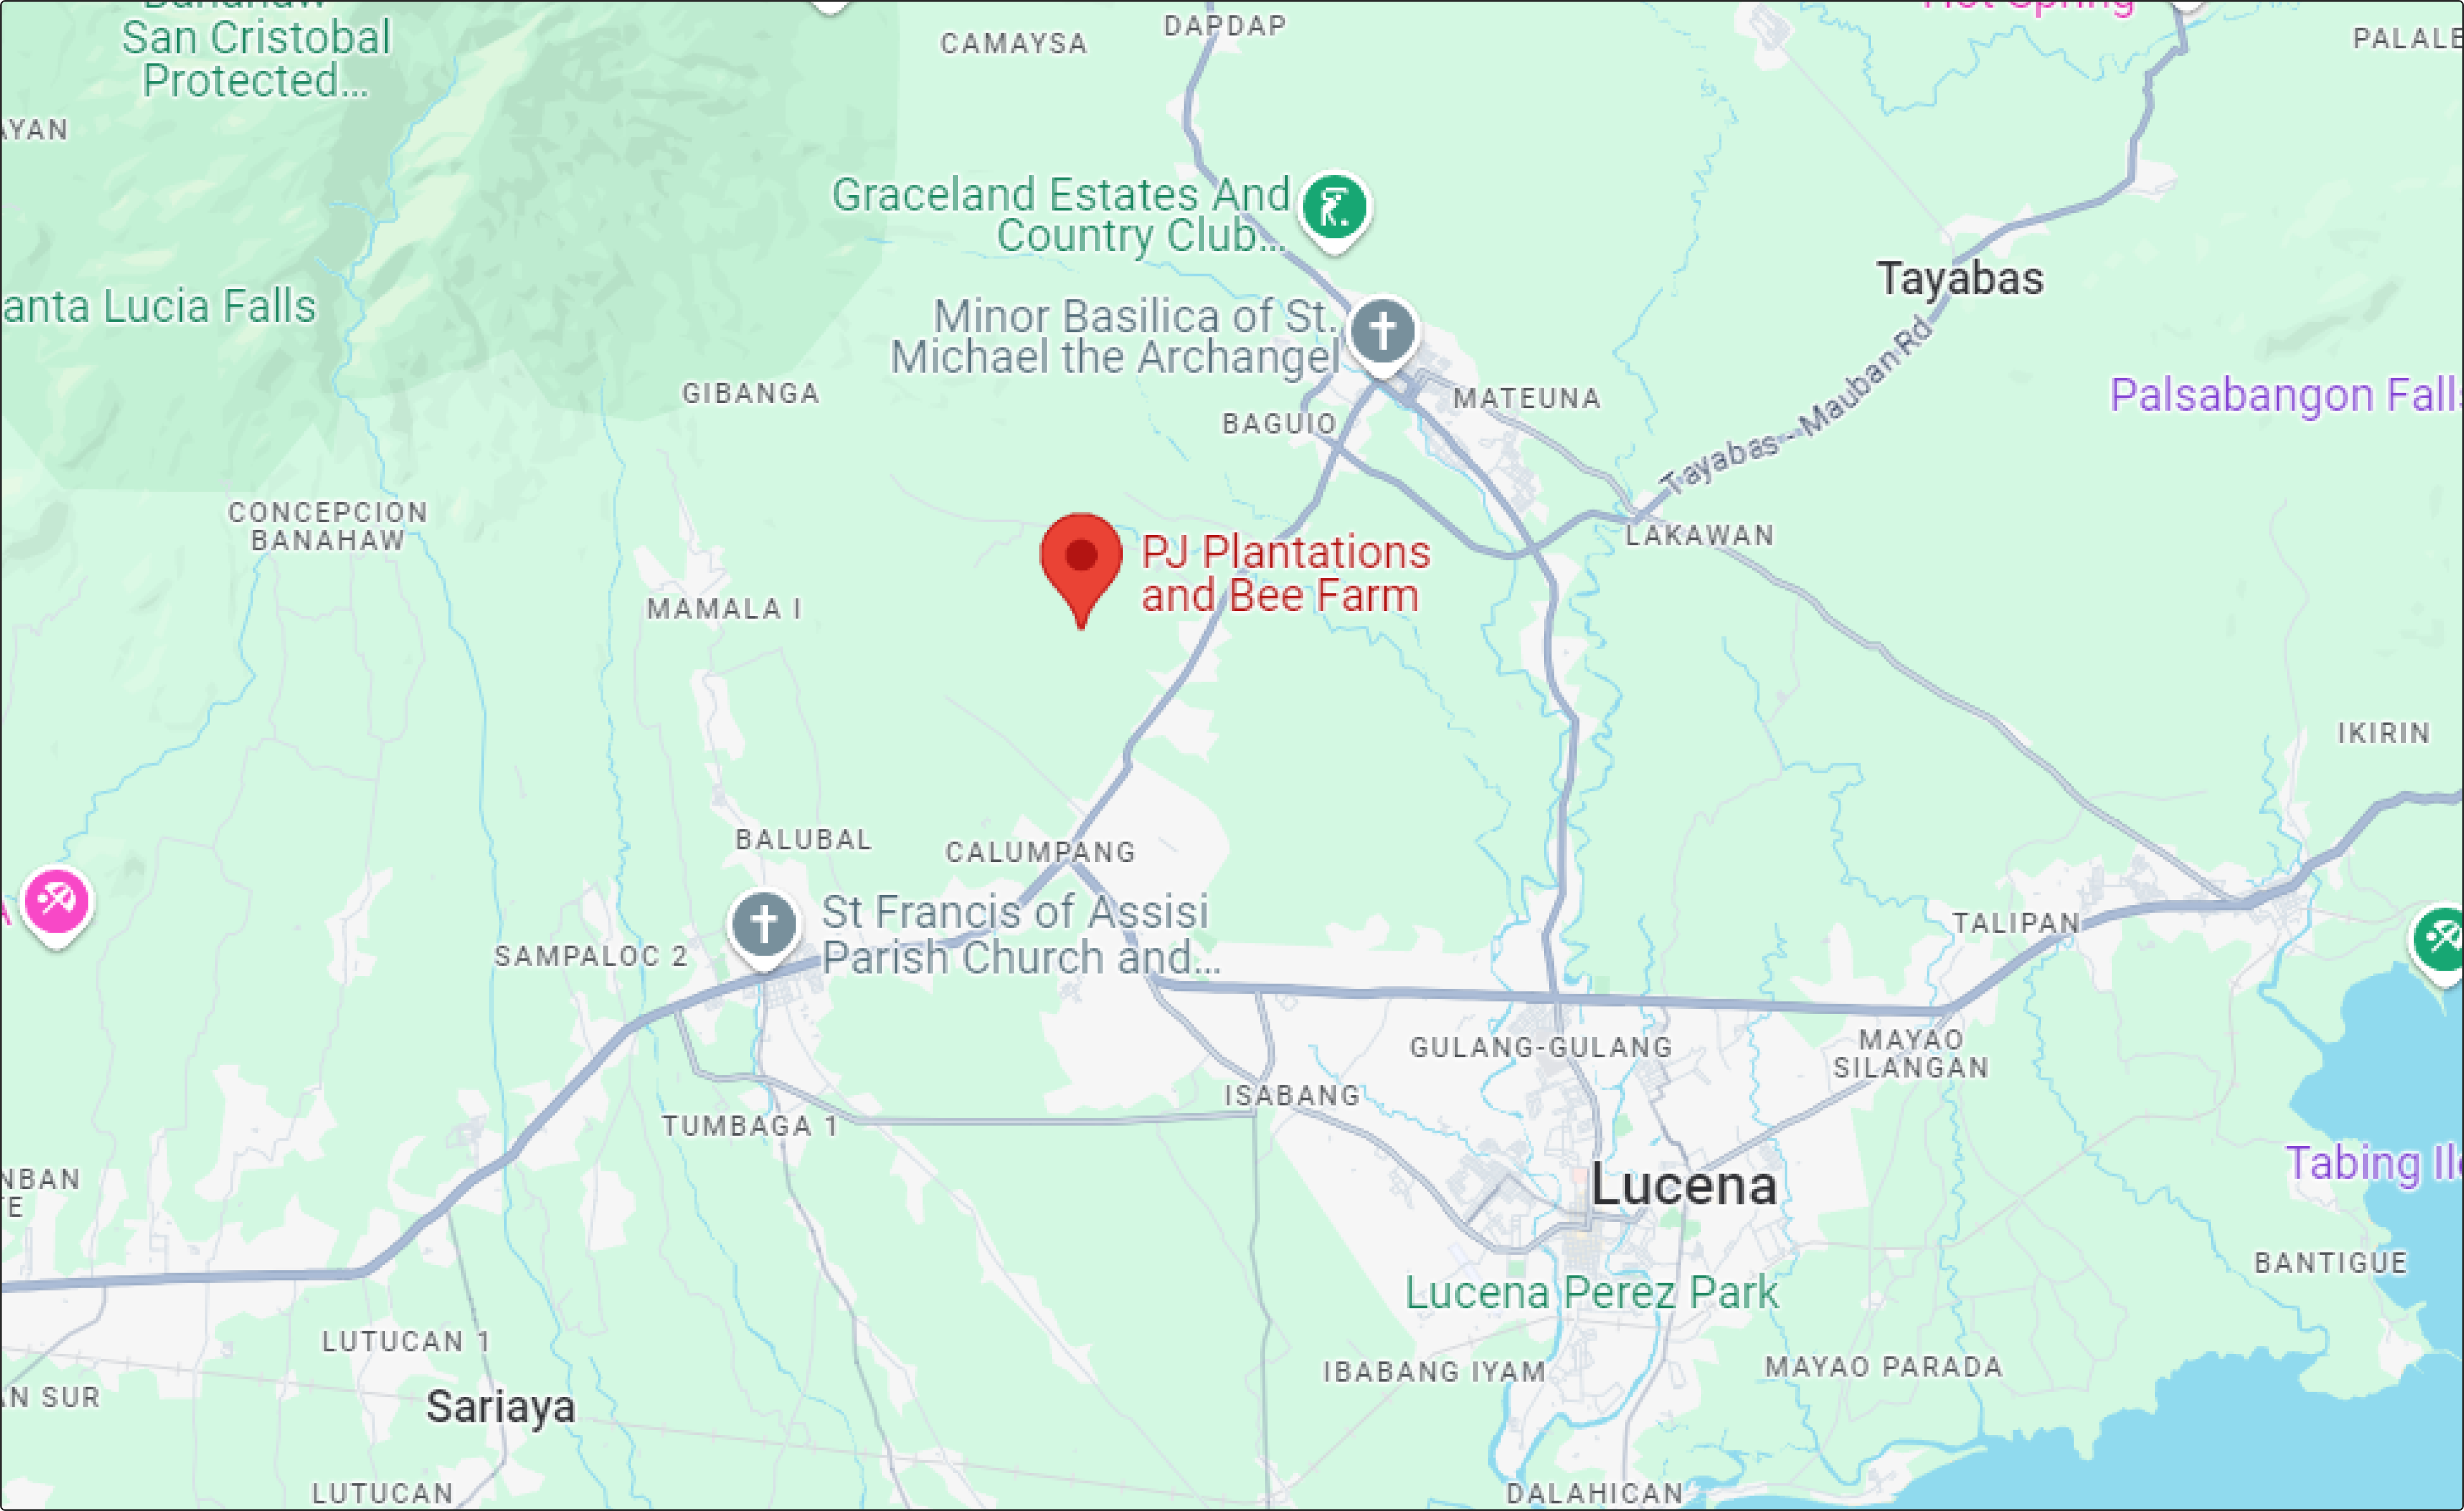 San Cristobal
Protected...
CAMAYSA
DAPDAP
Hot Spring
PALALE
AYAN
Graceland Estates And
Country Club...
anta Lucia Falls
Minor Basilica of St.
Michael the Archangel
Tayabas
GIBANGA
BAGUIO
MATEUNA
Tayabas - Mauban Rd
Palsabangon Falls
CONCEPCION
BANAHAW
LAKAWAN
PJ Plantations
and Bee Farm
MAMALA I
IKIRIN
BALUBAL
CALUMPANG
A
St Francis of Assisi
Parish Church and...
SAMPALOC 2
TALIPAN
GULANG-GULANG
MAYAO
SILANGAN
ISABANG
TUMBAGA 1
NBAN
TE
Lucena
Tabing Il
BANTIGUE
Lucena Perez Park
LUTUCAN 1
IBABANG IYAM
MAYAO PARADA
AN SUR
Sariaya
LUTUCAN
DALAHICAN